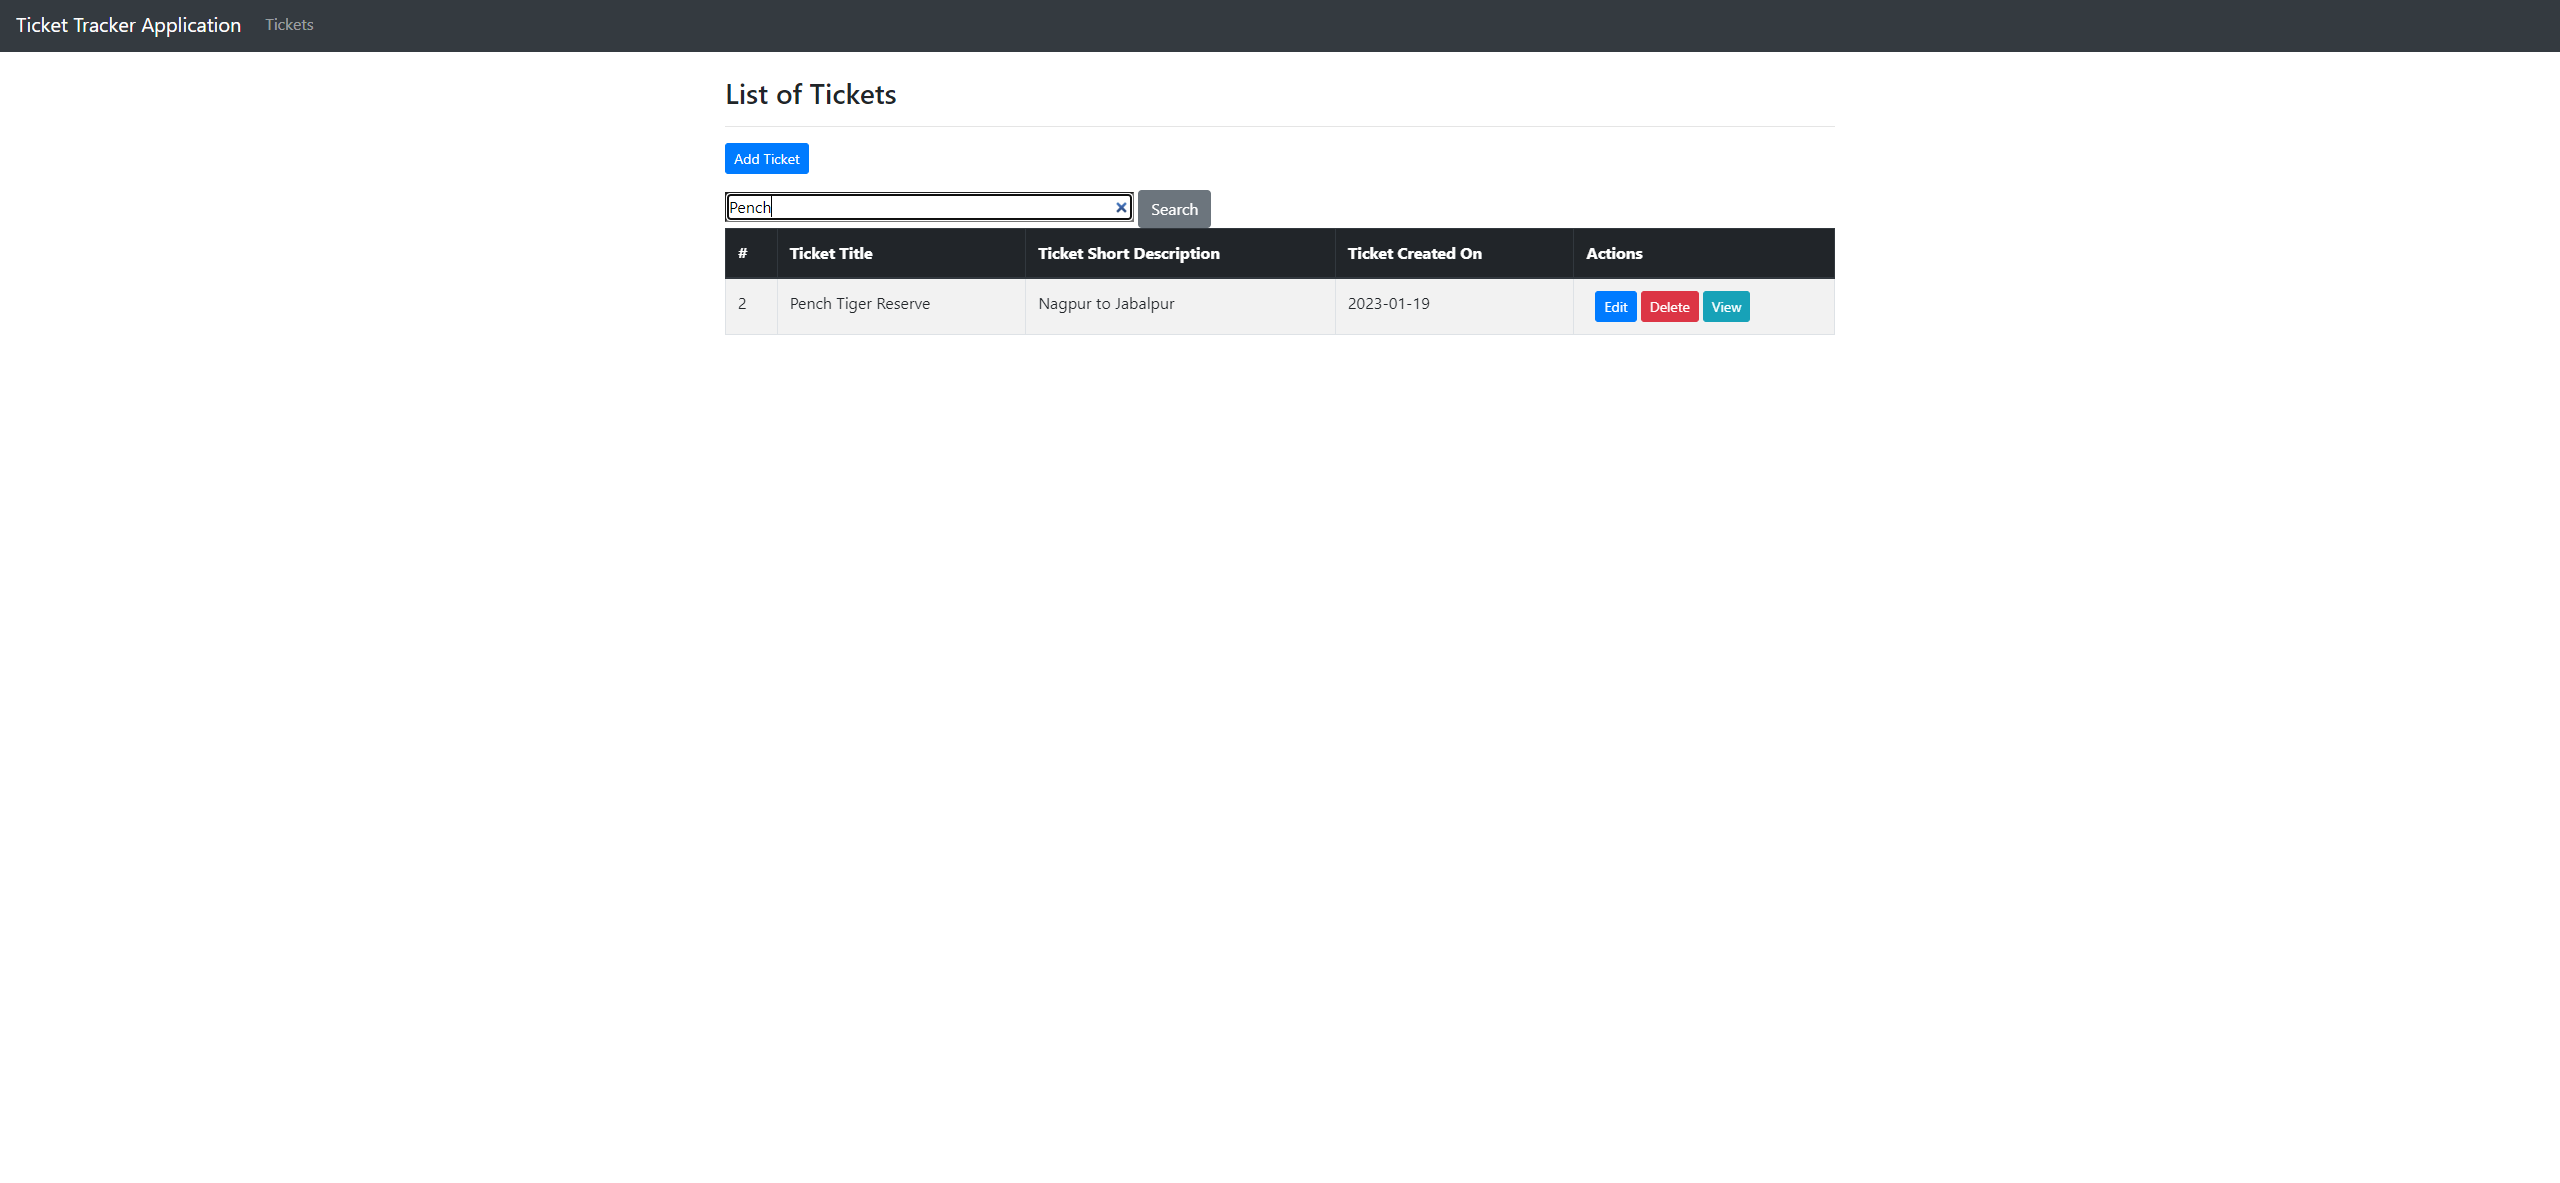 Ticket Tracker Application Tickets
List of Tickets
Add Ticket
Pench Search
# Ticket Title Ticket Short Description Ticket Created On Actions
2 Pench Tiger Reserve Nagpur to Jabalpur 2023-01-19 Edit Delete View